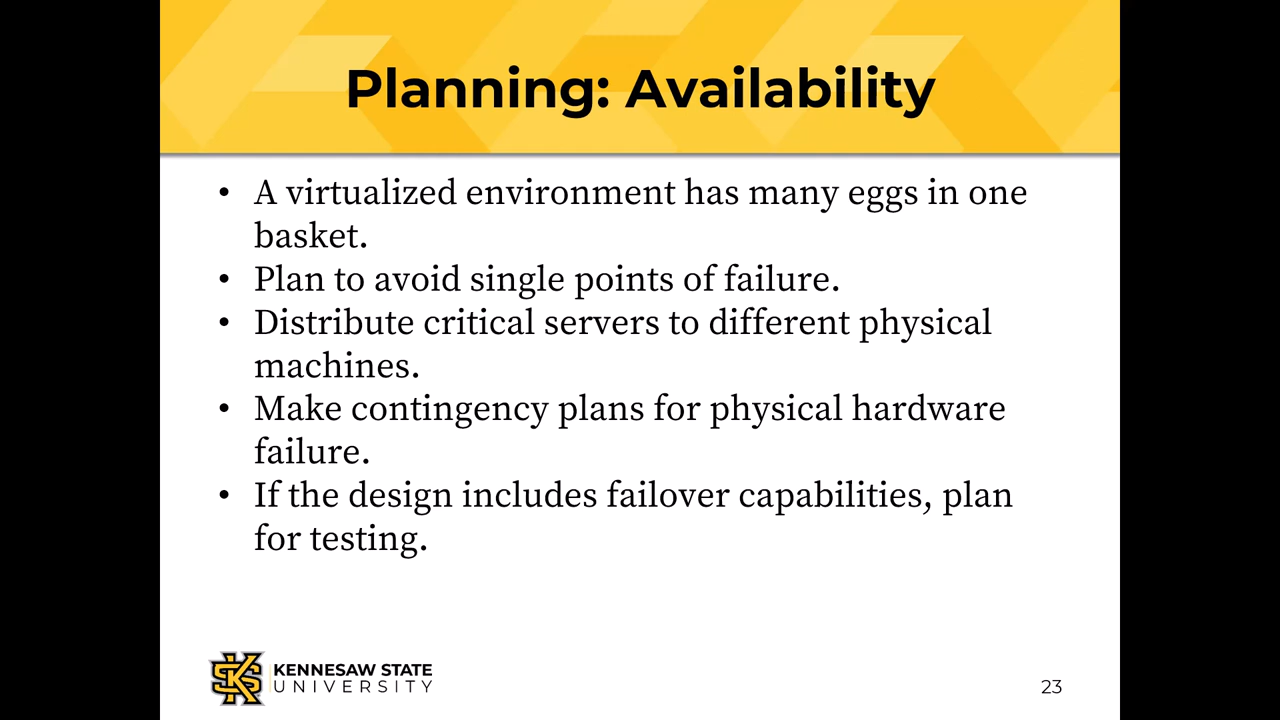 Planning: Availability
• A virtualized environment has many eggs in one
basket.
• Plan to avoid single points of failure.
• Distribute critical servers to different physical
machines.
• Make contingency plans for physical hardware
failure.
• If the design includes failover capabilities, plan
for testing.
KENNESAW STATE
UNIVERSITY
23